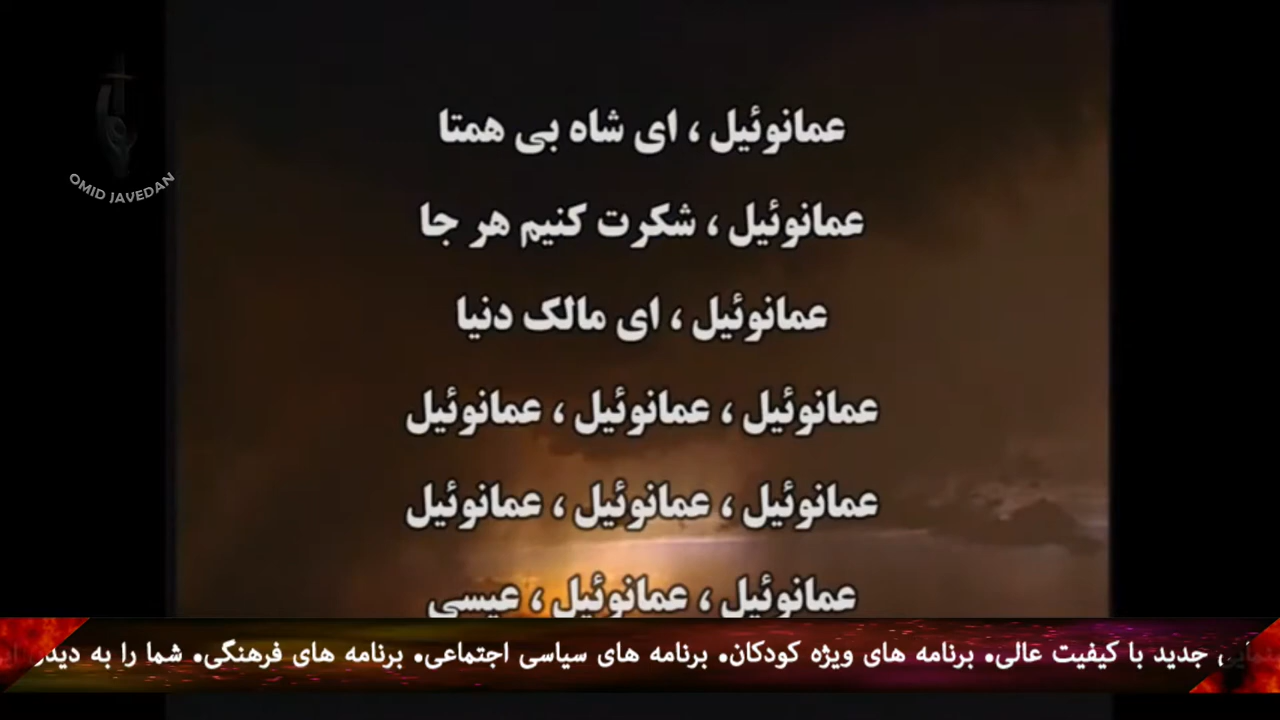 عمانوئیل ، ای شاه بی همتا
OMID JAVEDAN
عمانوئیل ، شکرت کنیم هر جا
عمانوئیل ، ای مالک دنیا
عمانوئیل ، عمانوئیل ، عمانوئیل
عمانوئیل ، عمانوئیل ، عمانوئیل
عمانوئیل ، عمانوئیل ، عیسی
، جدید با کیفیت عالی• برنامه های ویژه کودکان• برنامه های سیاسی اجتماعی• برنامه های فرهنگی• شما را به